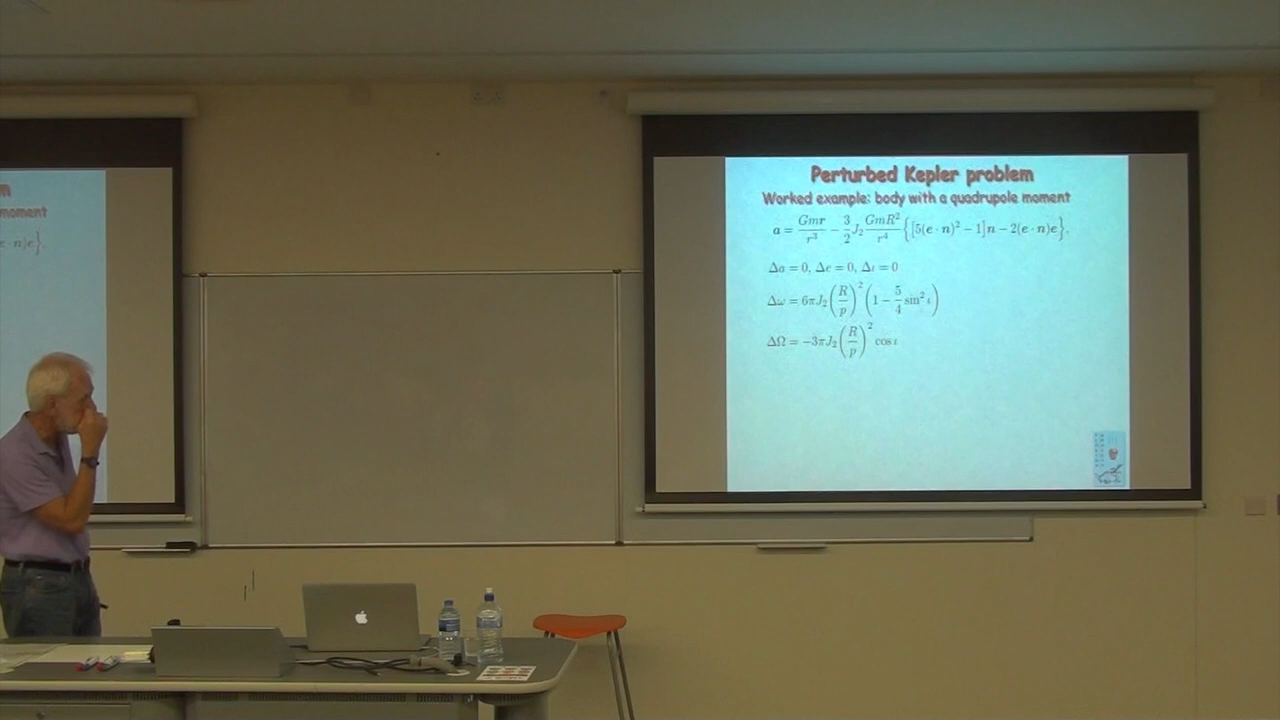 Perturbed Kepler problem
Worked example: body with a quadrupole moment
a = Gmr/r³ − 3/2 J₂ GmR²/r⁴ {[5(e · n)² − 1]n − 2(e · n)e}.
Δa = 0, Δe = 0, Δι = 0
Δω = 6πJ₂(R/p)²(1 − 5/4 sin² ι)
ΔΩ = −3πJ₂(R/p)² cos ι
m
moment
e · n)e}.